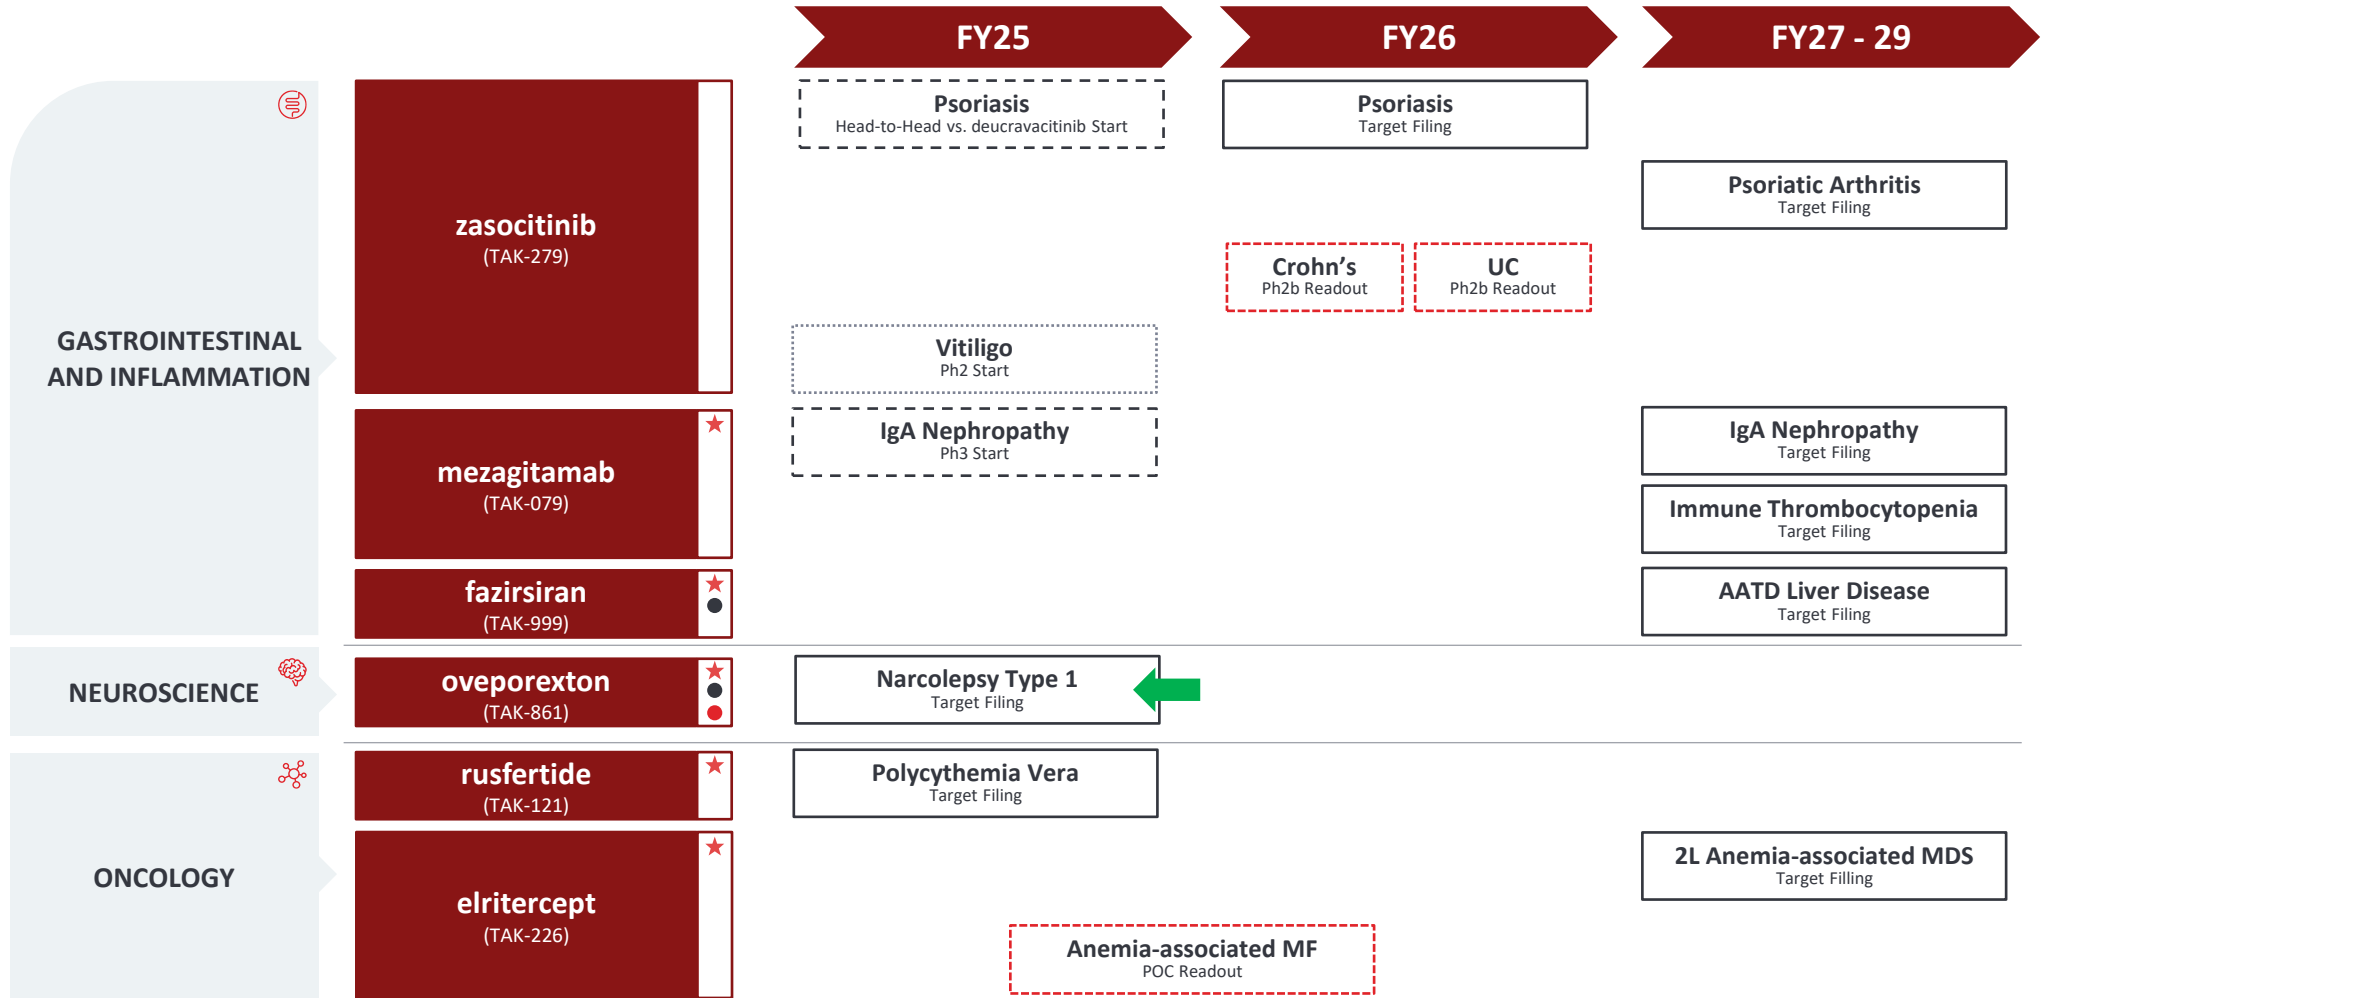 FY25
FY26
FY27 - 29
GASTROINTESTINAL
AND INFLAMMATION
zasocitinib
(TAK-279)
Psoriasis
Head-to-Head vs. deucravacitinib Start
Psoriasis
Target Filing
Psoriatic Arthritis
Target Filing
Crohn’s
Ph2b Readout
UC
Ph2b Readout
Vitiligo
Ph2 Start
mezagitamab
(TAK-079)
IgA Nephropathy
Ph3 Start
IgA Nephropathy
Target Filing
Immune Thrombocytopenia
Target Filing
fazirsiran
(TAK-999)
AATD Liver Disease
Target Filing
NEUROSCIENCE
oveporexton
(TAK-861)
Narcolepsy Type 1
Target Filing
ONCOLOGY
rusfertide
(TAK-121)
Polycythemia Vera
Target Filing
elritercept
(TAK-226)
2L Anemia-associated MDS
Target Filling
Anemia-associated MF
POC Readout